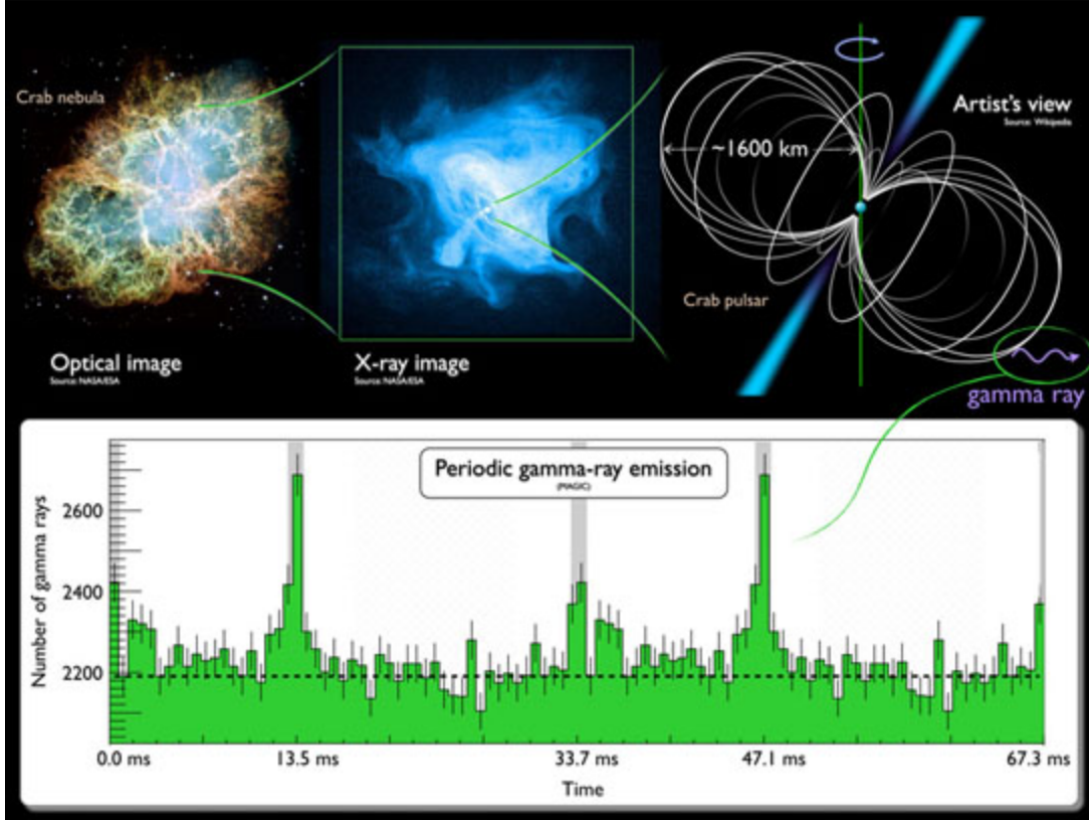 Crab nebula
Optical image
Source: NASA/ESA
X-ray image
Source: NASA/ESA
Artist's view
Source: Wikipedia
~1600 km
Crab pulsar
gamma ray
Periodic gamma-ray emission
(MAGIC)
Number of gamma rays
2600
2400
2200
0.0 ms
13.5 ms
33.7 ms
47.1 ms
67.3 ms
Time